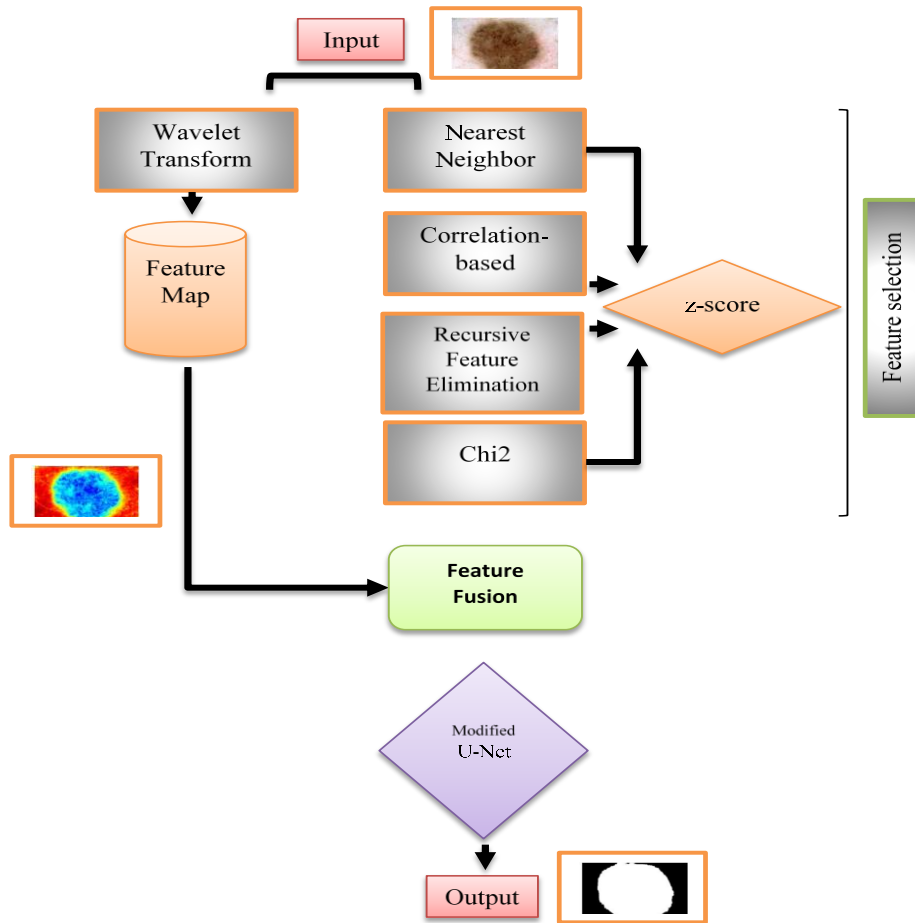 Input
Wavelet
Transform
Nearest
Neighbor
Feature
Map
Correlation-
based
z-score
Feature selection
Recursive
Feature
Elimination
Chi2
Feature
Fusion
Modified
U-Net
Output